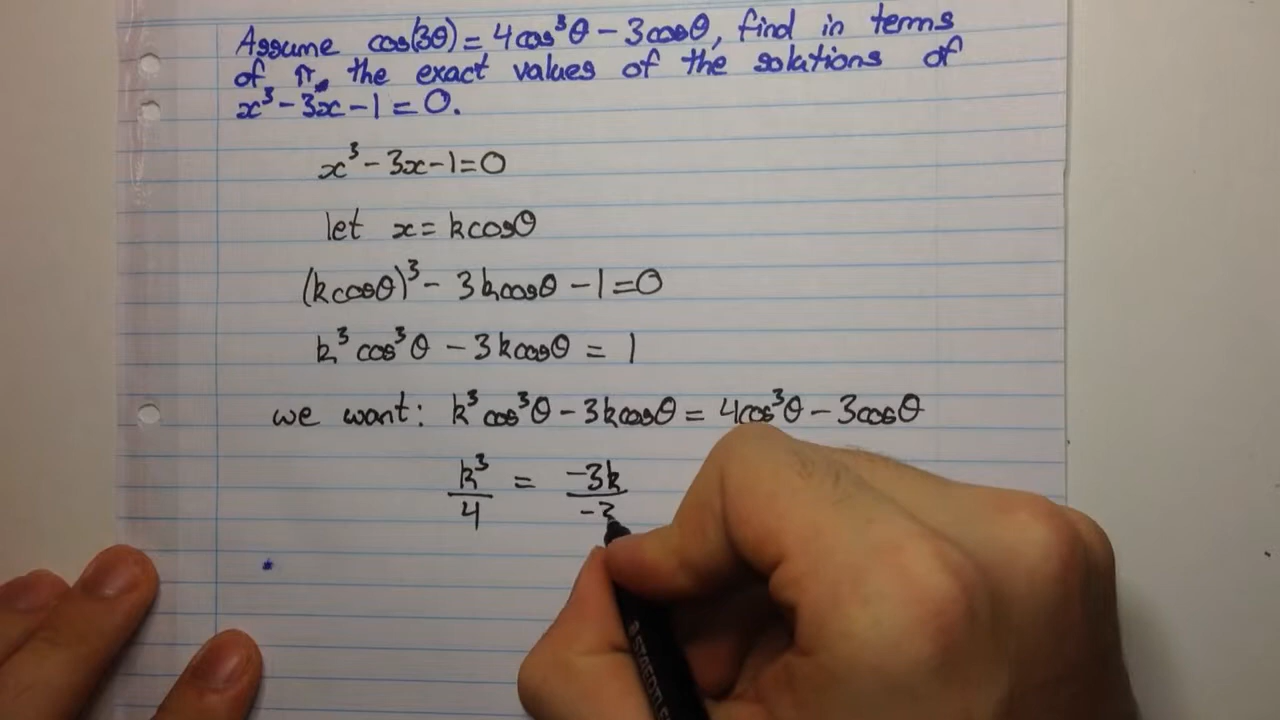 Assume cos(3θ) = 4cos³θ - 3cosθ, find in terms
of π, the exact values of the solutions of
x³ - 3x - 1 = 0.
x³ - 3x - 1 = 0
let x = kcosθ
(kcosθ)³ - 3kcosθ - 1 = 0
k³cos³θ - 3kcosθ = 1
we want: k³cos³θ - 3kcosθ = 4cos³θ - 3cosθ
k³/4 = -3k/-3
STAEDTLER